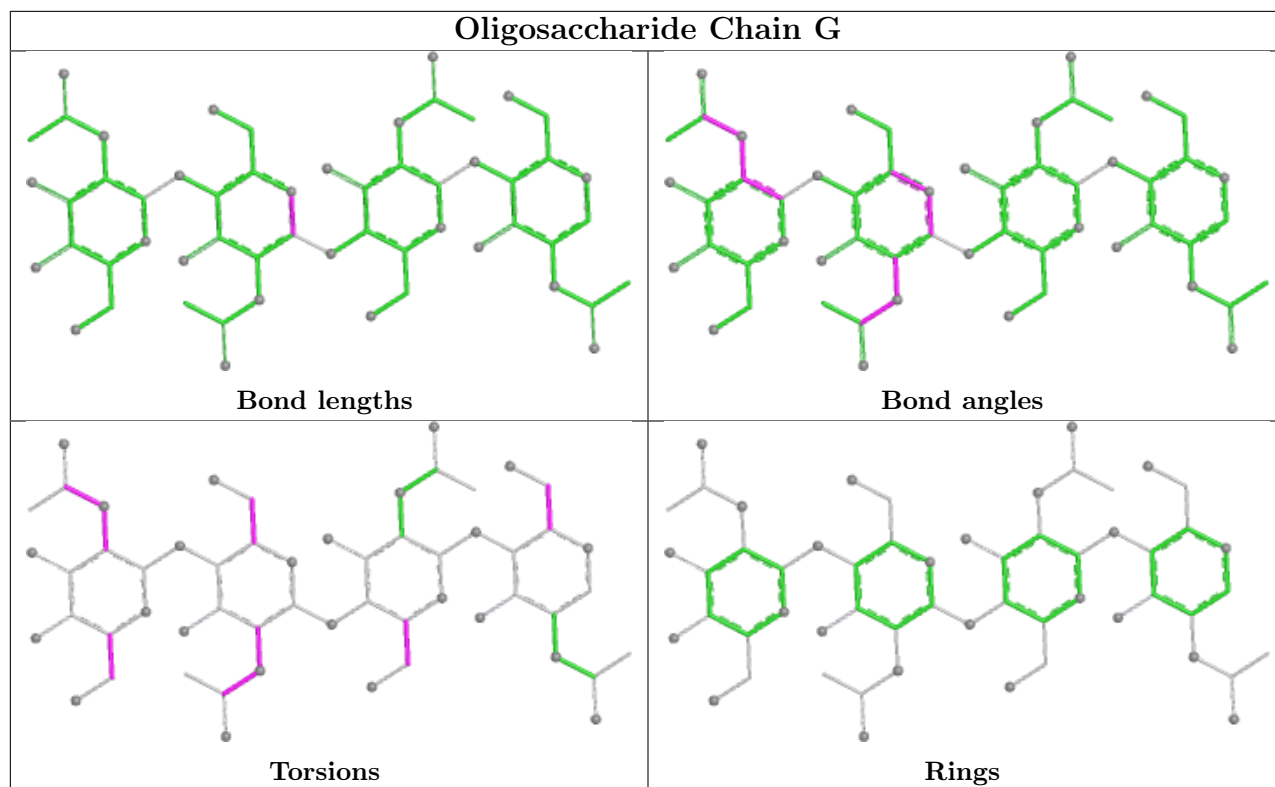 Oligosaccharide Chain G
Bond lengths
Bond angles
Torsions
Rings